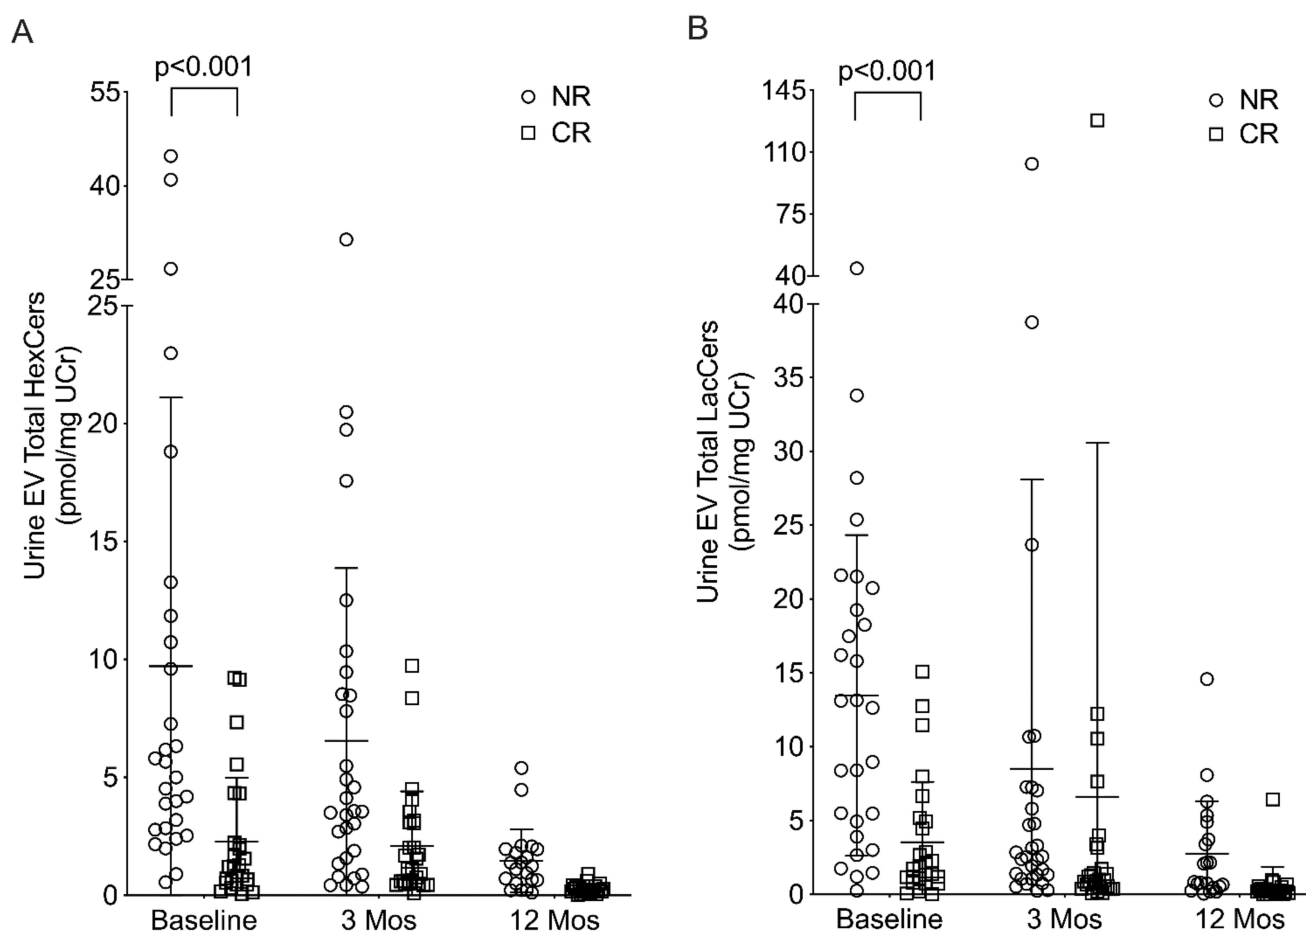 A
p<0.001
NR
CR
55
40
25
25
20
15
10
5
0
Urine EV Total HexCers
(pmol/mg UCr)
Baseline
3 Mos
12 Mos
B
p<0.001
NR
CR
145
110
75
40
40
35
30
25
20
15
10
5
0
Urine EV Total LacCers
(pmol/mg UCr)
Baseline
3 Mos
12 Mos